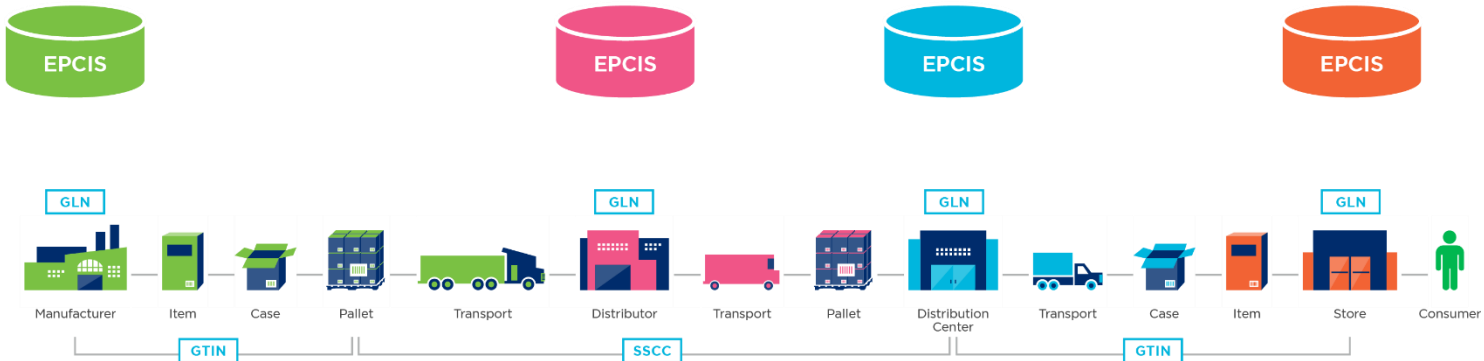 EPCIS EPCIS EPCIS EPCIS
GLN GLN GLN GLN
Manufacturer Item Case Pallet Transport Distributor Transport Pallet Distribution Transport Case Item Store Consumer
Center
GTIN SSCC GTIN